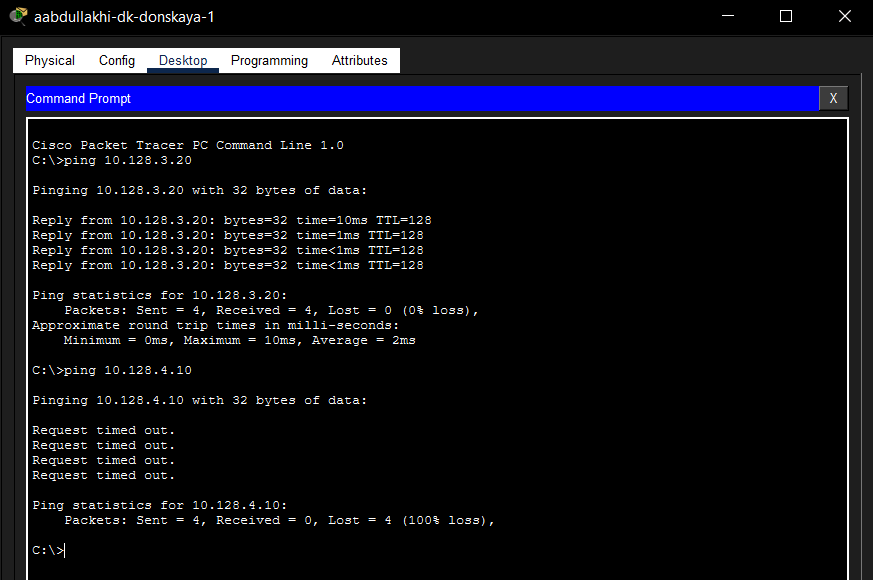 aabdullakhi-dk-donskaya-1
Physical Config Desktop Programming Attributes
Command Prompt X
Cisco Packet Tracer PC Command Line 1.0
C:\>ping 10.128.3.20
Pinging 10.128.3.20 with 32 bytes of data:
Reply from 10.128.3.20: bytes=32 time=10ms TTL=128
Reply from 10.128.3.20: bytes=32 time=1ms TTL=128
Reply from 10.128.3.20: bytes=32 time<1ms TTL=128
Reply from 10.128.3.20: bytes=32 time<1ms TTL=128
Ping statistics for 10.128.3.20:
Packets: Sent = 4, Received = 4, Lost = 0 (0% loss),
Approximate round trip times in milli-seconds:
Minimum = 0ms, Maximum = 10ms, Average = 2ms
C:\>ping 10.128.4.10
Pinging 10.128.4.10 with 32 bytes of data:
Request timed out.
Request timed out.
Request timed out.
Request timed out.
Ping statistics for 10.128.4.10:
Packets: Sent = 4, Received = 0, Lost = 4 (100% loss),
C:\>